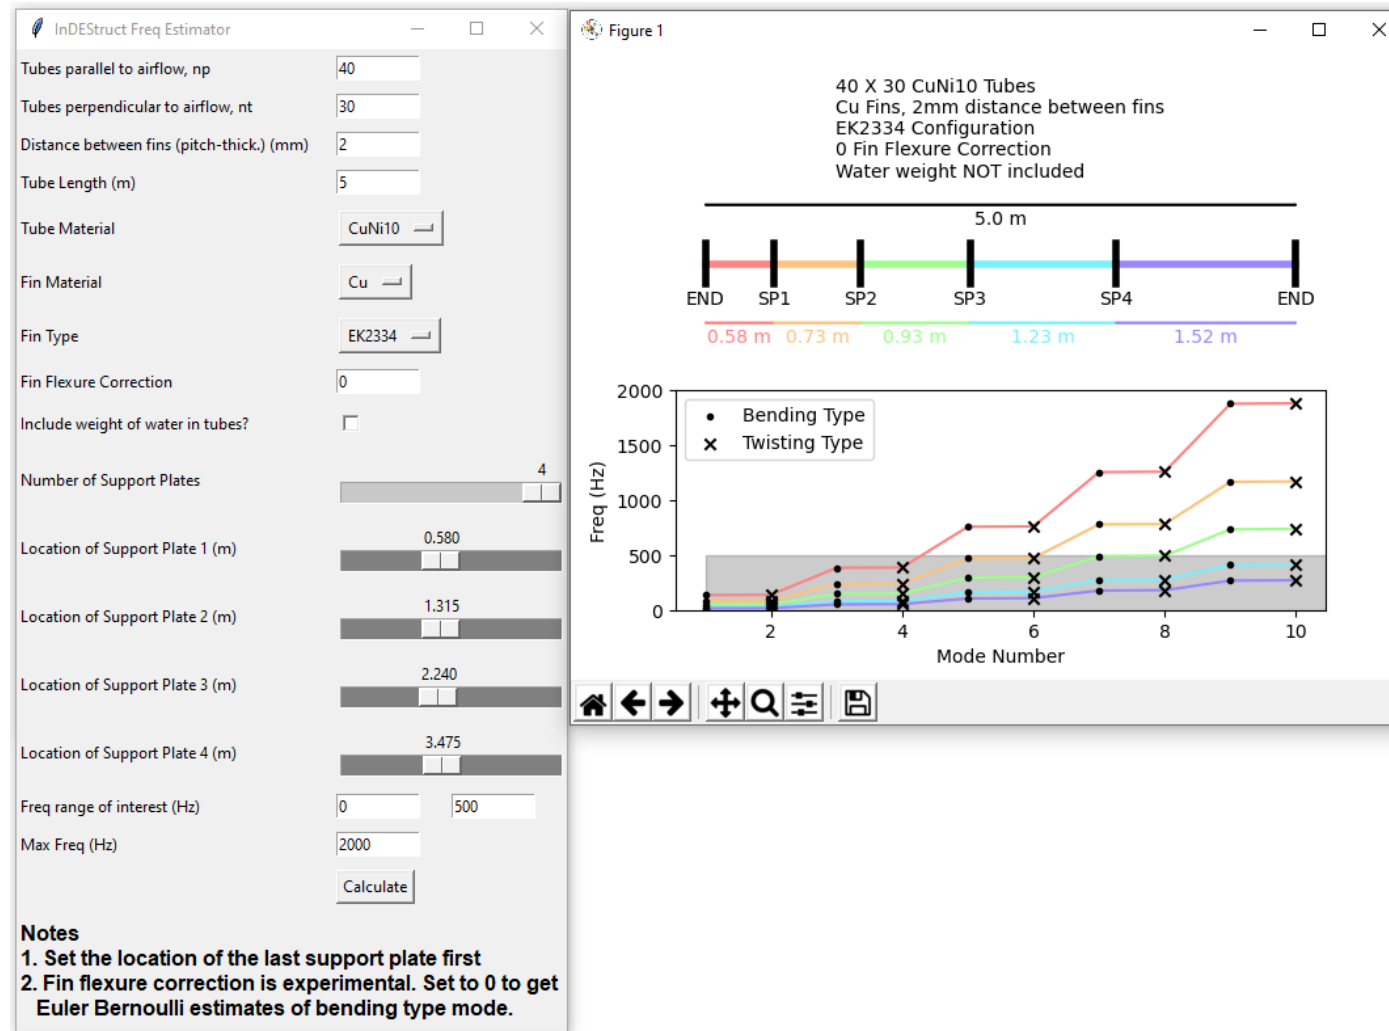 InDEStruct Freq Estimator
Tubes parallel to airflow, np 40
Tubes perpendicular to airflow, nt 30
Distance between fins (pitch-thick.) (mm) 2
Tube Length (m) 5
Tube Material CuNi10
Fin Material Cu
Fin Type EK2334
Fin Flexure Correction 0
Include weight of water in tubes?
4
Number of Support Plates
0.580
Location of Support Plate 1 (m)
1.315
Location of Support Plate 2 (m)
2.240
Location of Support Plate 3 (m)
3.475
Location of Support Plate 4 (m)
Freq range of interest (Hz) 0 500
Max Freq (Hz) 2000
Calculate
Notes
1. Set the location of the last support plate first
2. Fin flexure correction is experimental. Set to 0 to get
Euler Bernoulli estimates of bending type mode.
Figure 1
40 X 30 CuNi10 Tubes
Cu Fins, 2mm distance between fins
EK2334 Configuration
0 Fin Flexure Correction
Water weight NOT included
5.0 m
END SP1 SP2 SP3 SP4 END
0.58 m 0.73 m 0.93 m 1.23 m 1.52 m
2000
1500
1000
500
0
Freq (Hz)
Bending Type
Twisting Type
2 4 6 8 10
Mode Number